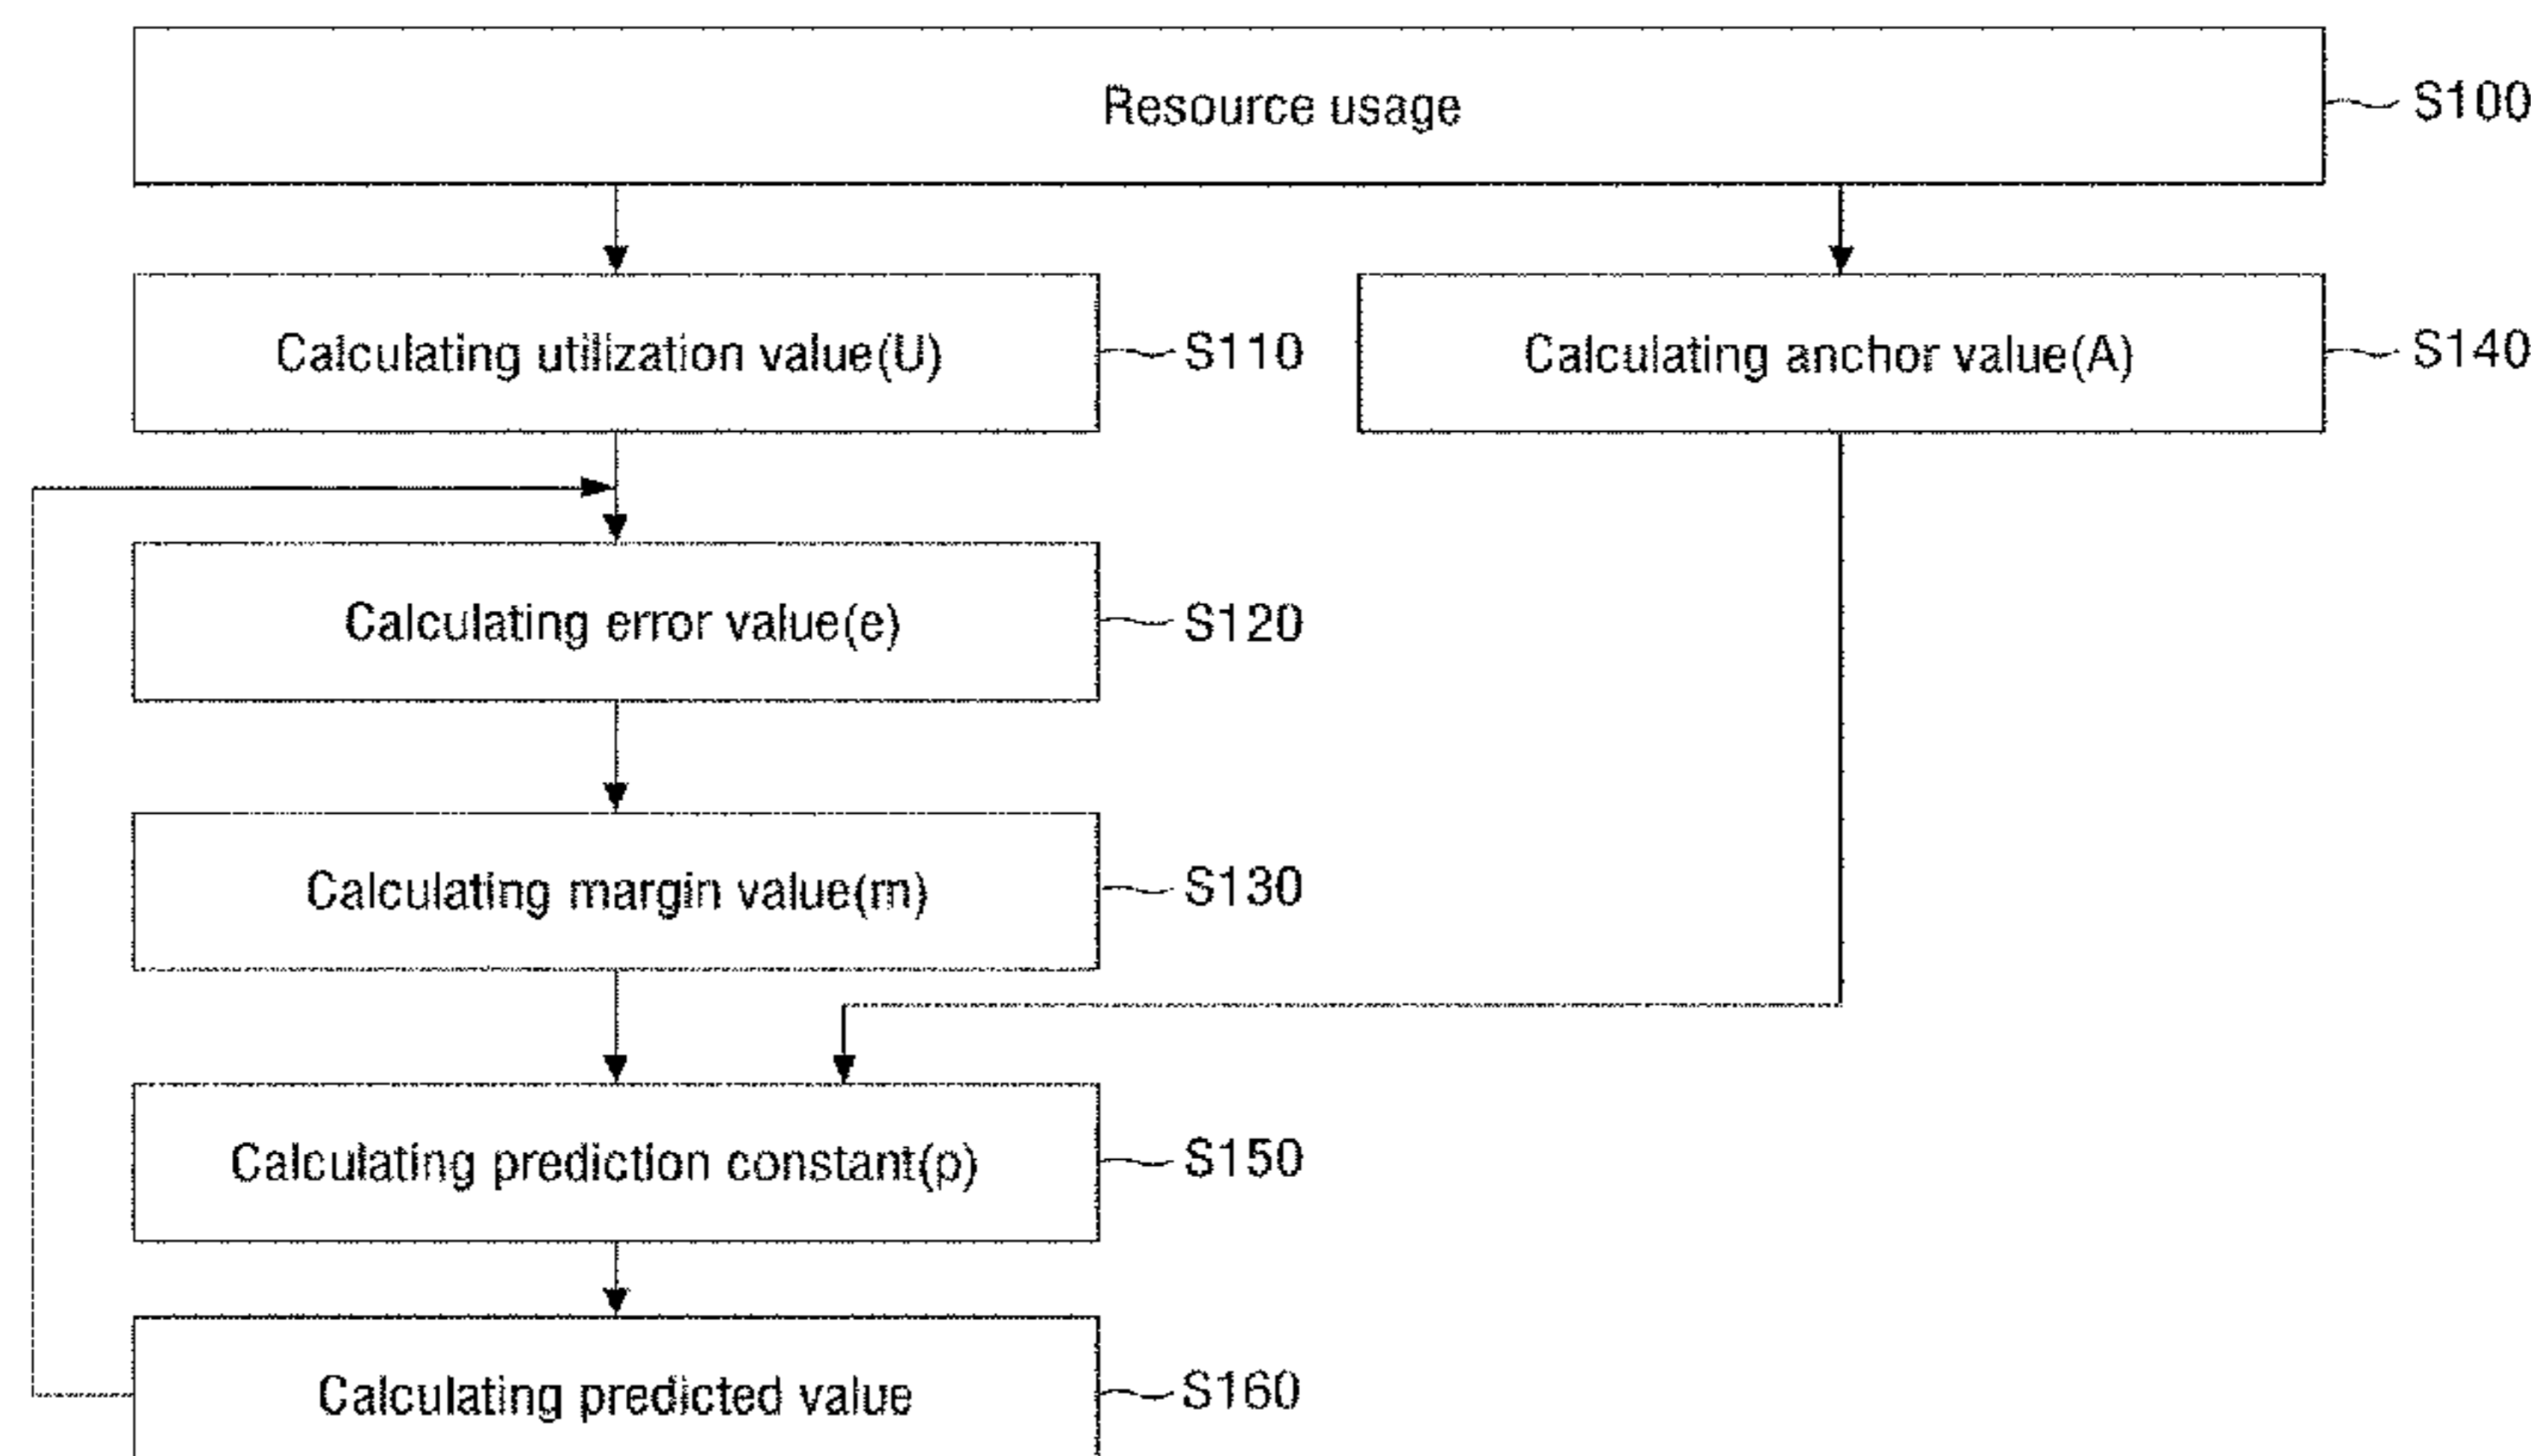 Resource usage
S100
Calculating utilization value(U)
S110
Calculating anchor value(A)
S140
Calculating error value(e)
S120
Calculating margin value(m)
S130
Calculating prediction constant(p)
S150
Calculating predicted value
S160